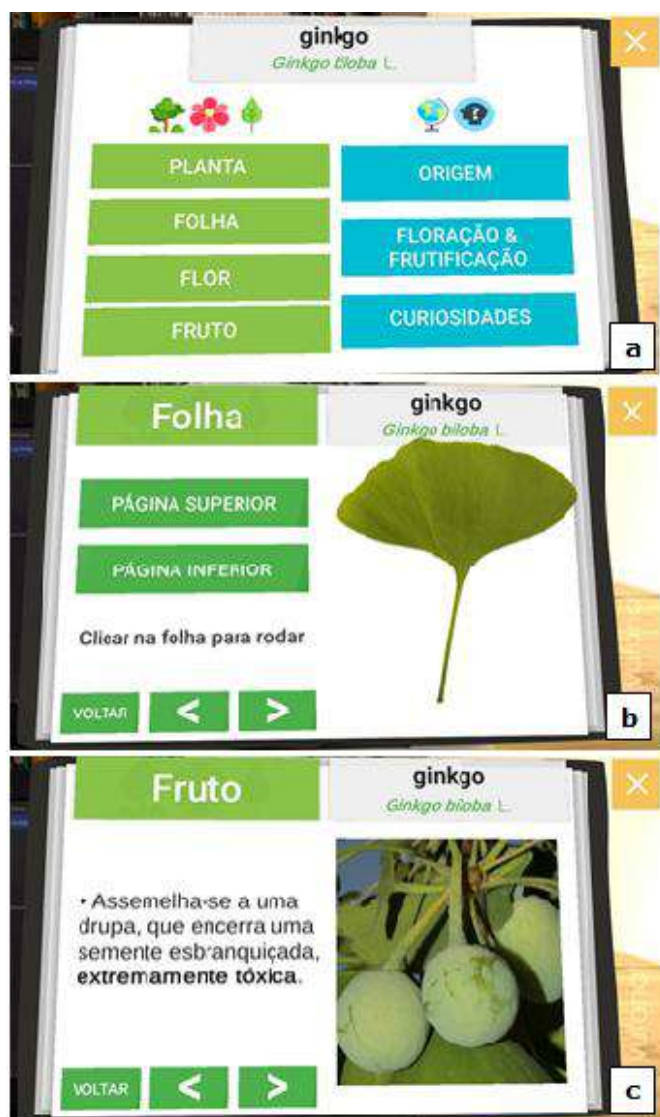 ginkgo
Ginkgo biloba L.
PLANTA
FOLHA
FLOR
FRUTO
ORIGEM
FLORAÇÃO &
FRUTIFICAÇÃO
CURIOSIDADES
a
Folha
ginkgo
Ginkgo biloba L.
PÁGINA SUPERIOR
PÁGINA INFERIOR
Clicar na folha para rodar
VOLTAR < >
b
Fruto
ginkgo
Ginkgo biloba L.
• Assemelha-se a uma
drupa, que encerra uma
semente esbranquiçada,
extremamente tóxica.
VOLTAR < >
c